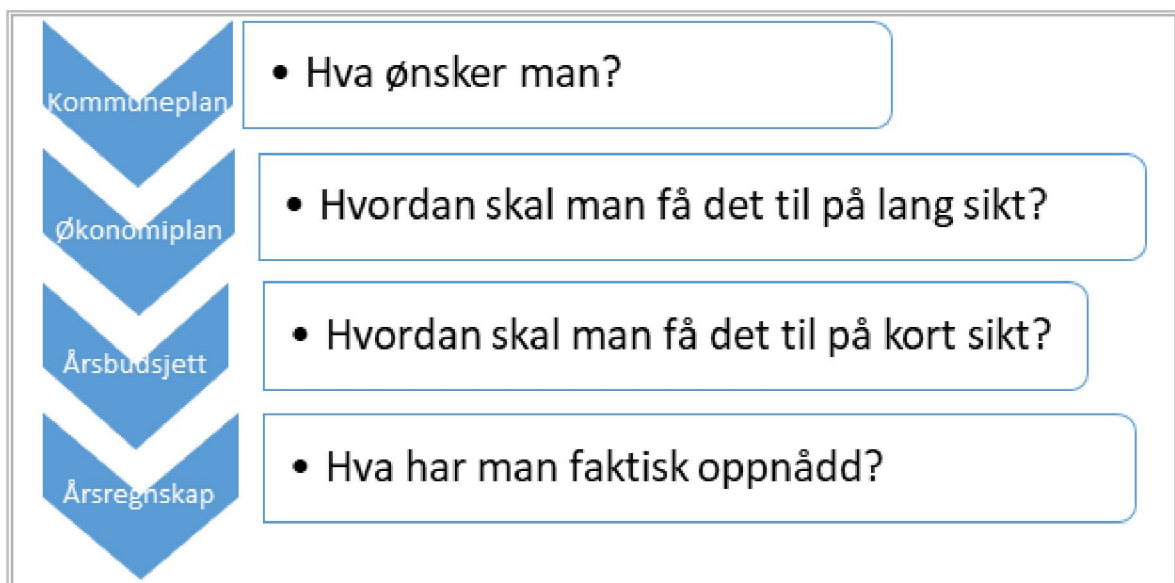 Kommuneplan
• Hva ønsker man?
Økonomiplan
• Hvordan skal man få det til på lang sikt?
Årsbudsjett
• Hvordan skal man få det til på kort sikt?
Årsregnskap
• Hva har man faktisk oppnådd?